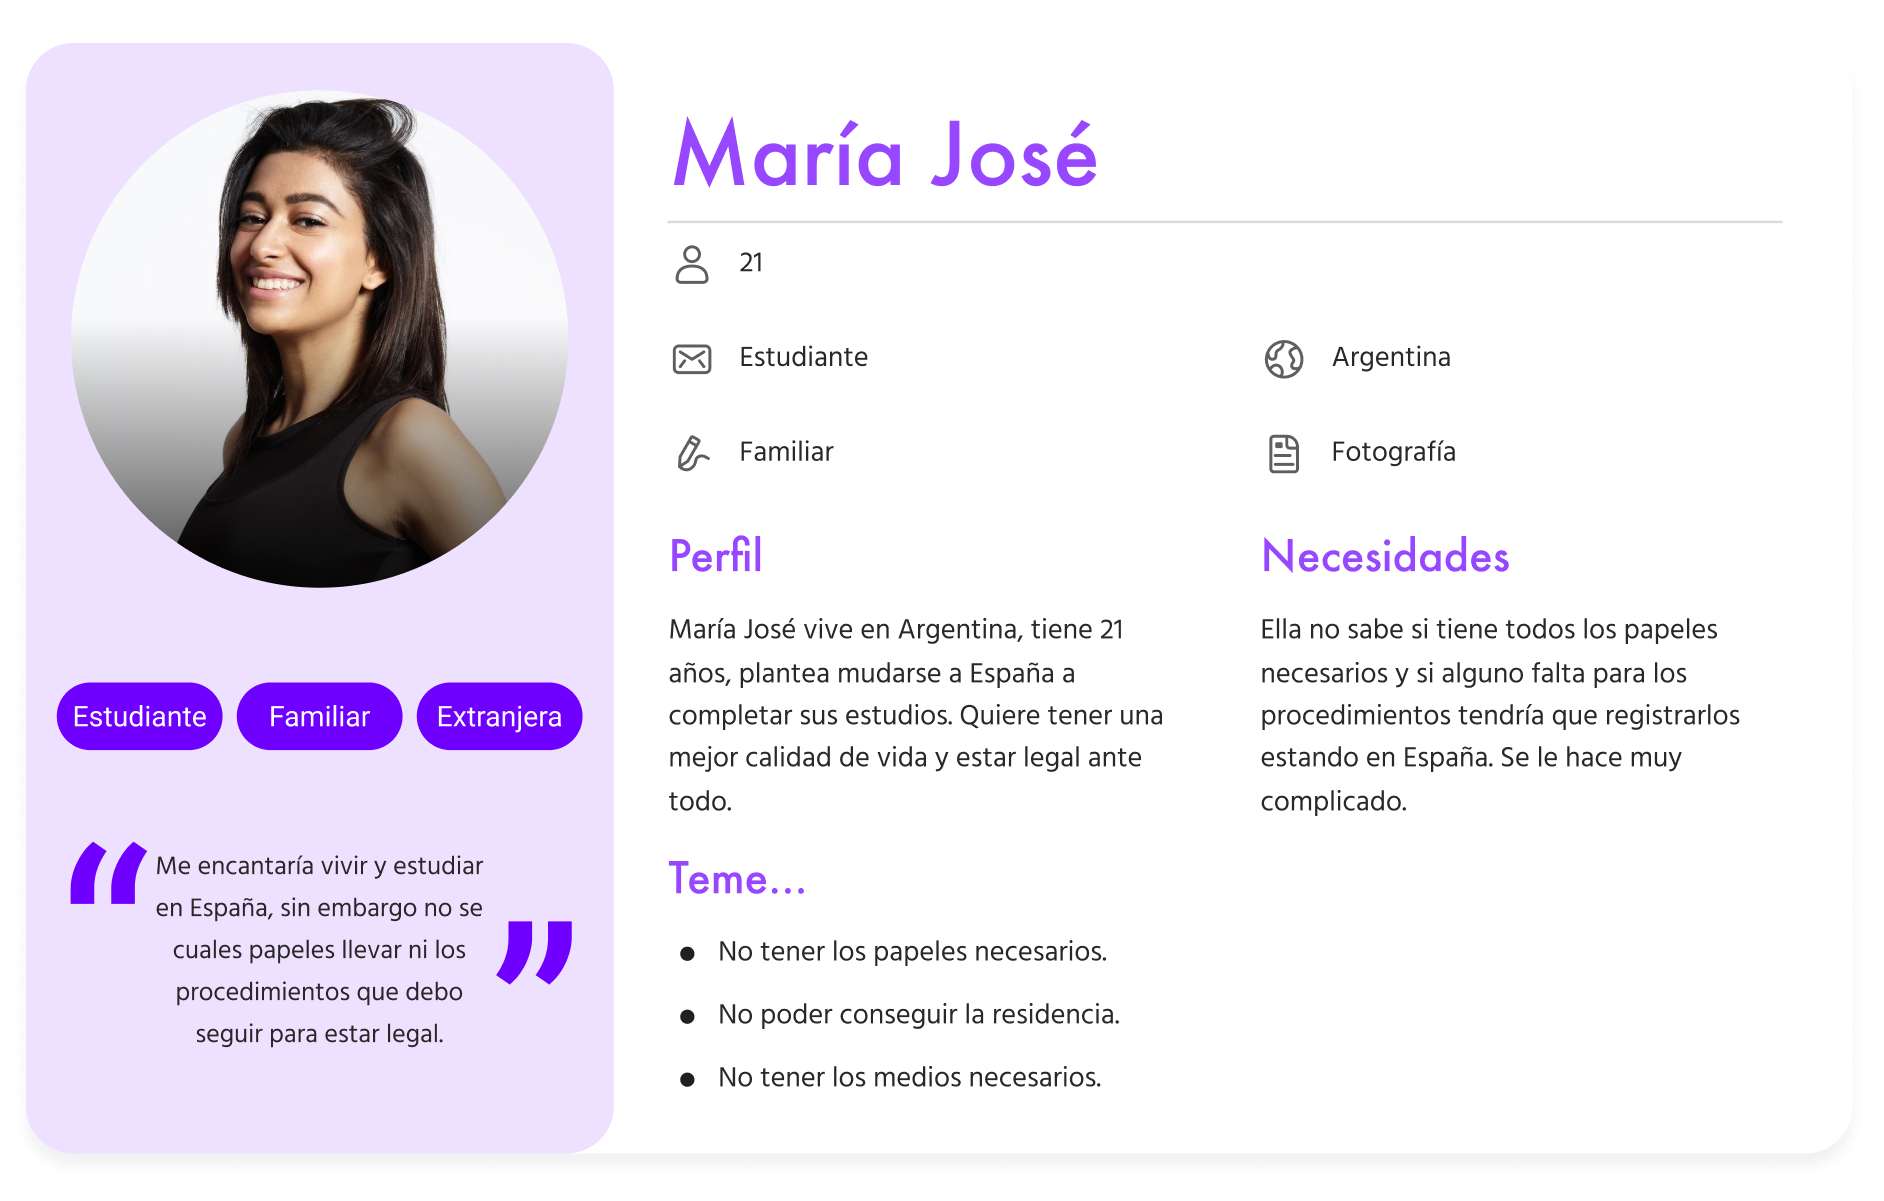 María José
21
Estudiante
Argentina
Familiar
Fotografía
Perfil
María José vive en Argentina, tiene 21
años, plantea mudarse a España a
completar sus estudios. Quiere tener una
mejor calidad de vida y estar legal ante
todo.
Necesidades
Ella no sabe si tiene todos los papeles
necesarios y si alguno falta para los
procedimientos tendría que registrarlos
estando en España. Se le hace muy
complicado.
Teme...
No tener los papeles necesarios.
No poder conseguir la residencia.
No tener los medios necesarios.
Estudiante
Familiar
Extranjera
“Me encantaría vivir y estudiar
en España, sin embargo no se
cuales papeles llevar ni los
procedimientos que debo
seguir para estar legal.”